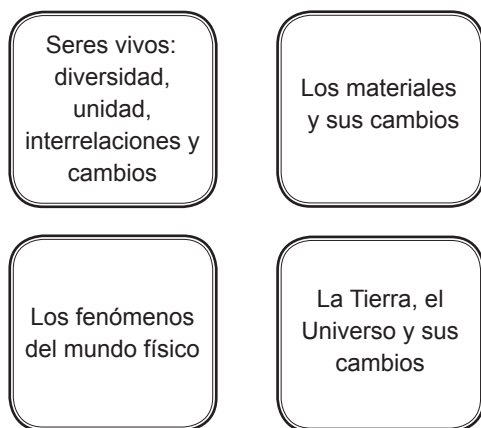 Seres vivos:
diversidad,
unidad,
interrelaciones y
cambios
Los materiales
y sus cambios
Los fenómenos
del mundo físico
La Tierra, el
Universo y sus
cambios